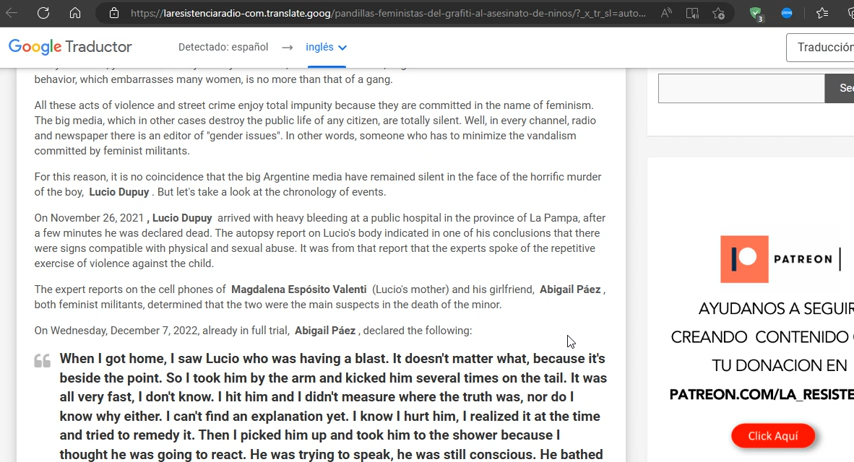 https://laresistenciaradio-com.translate.goog/pandillas-feministas-del-grafiti-al-asesinato-de-ninos/?_x_tr_sl=auto...
Google Traductor
Detectado: español → inglés
Traducción
behavior, which embarrasses many women, is no more than that of a gang.
All these acts of violence and street crime enjoy total impunity because they are committed in the name of feminism.
The big media, which in other cases destroy the public life of any citizen, are totally silent. Well, in every channel, radio
and newspaper there is an editor of "gender issues". In other words, someone who has to minimize the vandalism
committed by feminist militants.
For this reason, it is no coincidence that the big Argentine media have remained silent in the face of the horrific murder
of the boy, Lucio Dupuy . But let's take a look at the chronology of events.
On November 26, 2021 , Lucio Dupuy arrived with heavy bleeding at a public hospital in the province of La Pampa, after
a few minutes he was declared dead. The autopsy report on Lucio's body indicated in one of his conclusions that there
were signs compatible with physical and sexual abuse. It was from that report that the experts spoke of the repetitive
exercise of violence against the child.
The expert reports on the cell phones of Magdalena Espósito Valenti (Lucio's mother) and his girlfriend, Abigail Páez ,
both feminist militants, determined that the two were the main suspects in the death of the minor.
On Wednesday, December 7, 2022, already in full trial, Abigail Páez , declared the following:
When I got home, I saw Lucio who was having a blast. It doesn't matter what, because it's
beside the point. So I took him by the arm and kicked him several times on the tail. It was
all very fast, I don't know. I hit him and I didn't measure where the truth was, nor do I
know why either. I can't find an explanation yet. I know I hurt him, I realized it at the time
and tried to remedy it. Then I picked him up and took him to the shower because I
thought he was going to react. He was trying to speak, he was still conscious. He bathed
Se
PATREON
AYUDANOS A SEGUIR
CREANDO CONTENIDO
TU DONACION EN
PATREON.COM/LA_RESISTE
Click Aquí